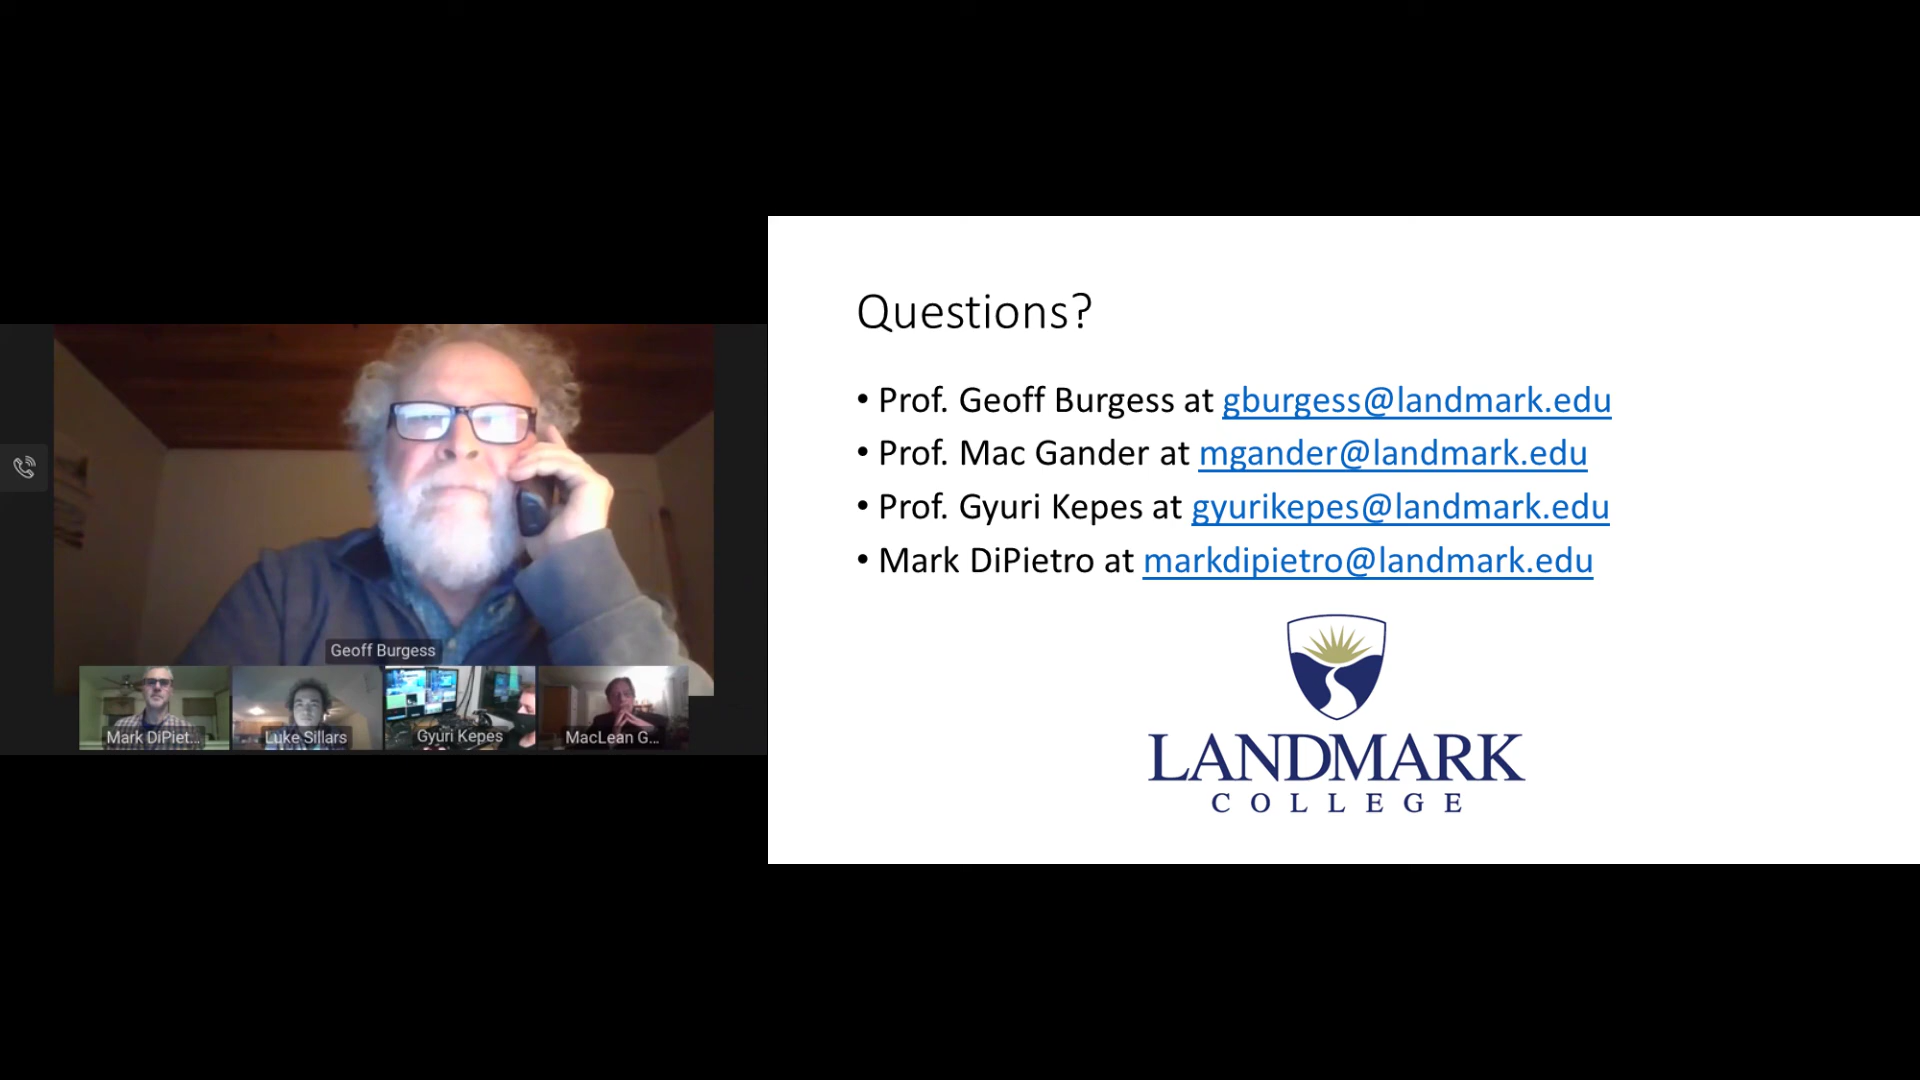 Geoff Burgess
Mark DiPiet...
Luke Sillars
Gyuri Kepes
MacLean G...
Questions?
• Prof. Geoff Burgess at gburgess@landmark.edu
• Prof. Mac Gander at mgander@landmark.edu
• Prof. Gyuri Kepes at gyurikepes@landmark.edu
• Mark DiPietro at markdipietro@landmark.edu
LANDMARK
COLLEGE